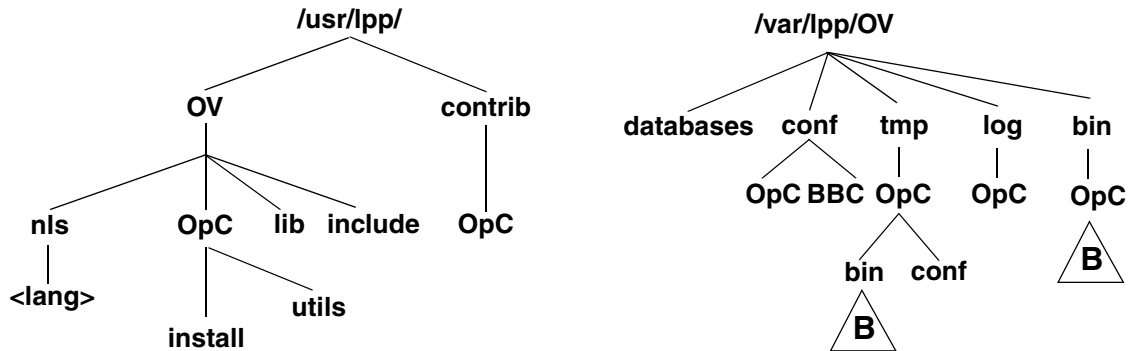 /usr/lpp/
/var/lpp/OV
OV
contrib
databases
conf
tmp
log
bin
OpC
BBC
OpC
OpC
OpC
nls
OpC
lib
include
OpC
bin
conf
B
<lang>
utils
install
B